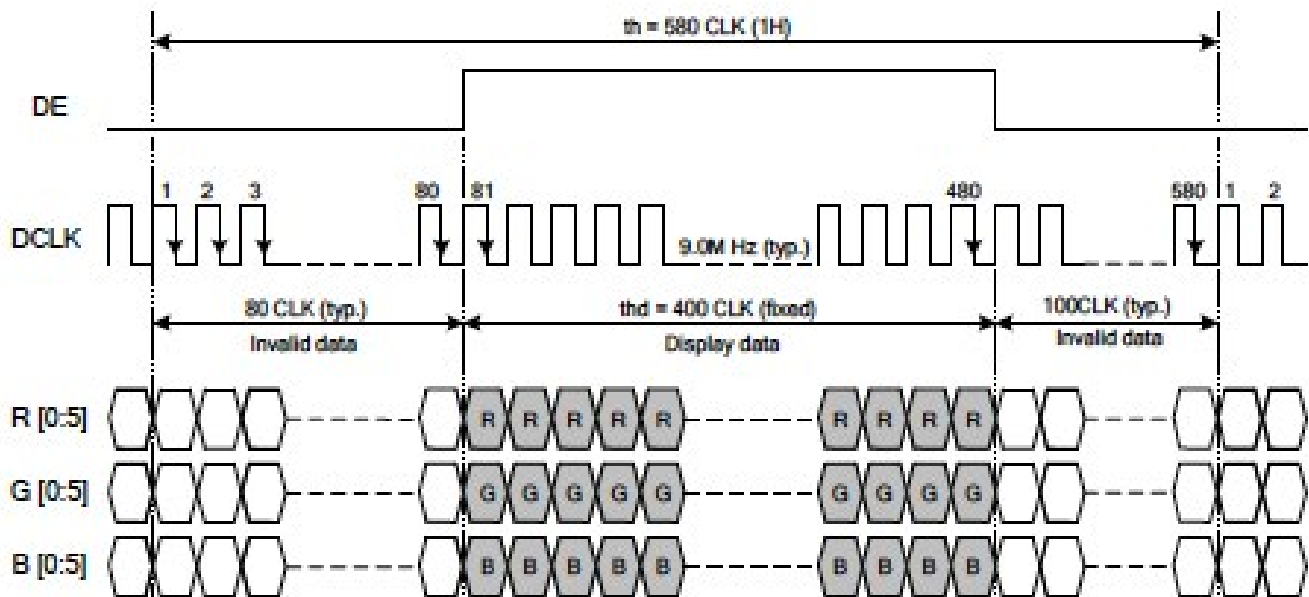 th = 580 CLK (1H)
DE
1 2 3 80 81 480 580 1 2
DCLK
9.0M Hz (typ.)
80 CLK (typ.) thd = 400 CLK (fixed) 100CLK (typ.)
Invalid data Display data Invalid data
R [0:5] R R R R R R R R R
G [0:5] G G G G G G G G G
B [0:5] B B B B B B B B B